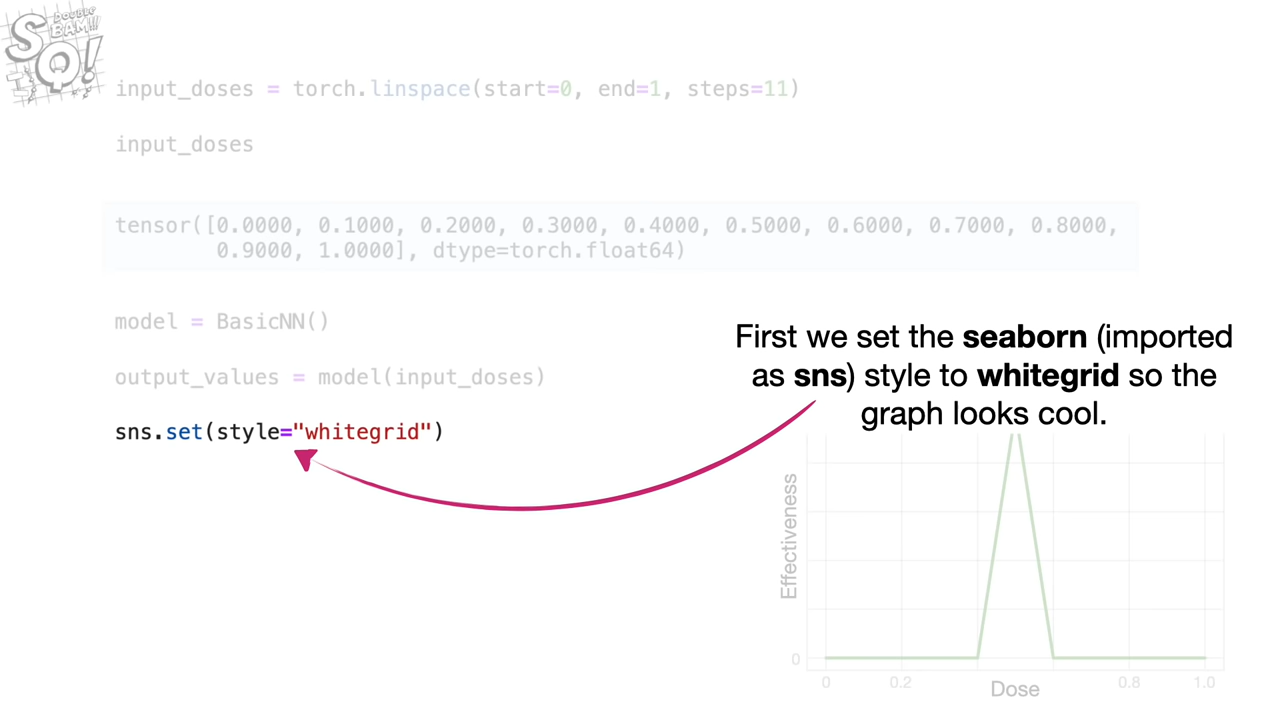 DOUBLE
BAM!!!
SQ!
input_doses = torch.linspace(start=0, end=1, steps=11)
input_doses
tensor([0.0000, 0.1000, 0.2000, 0.3000, 0.4000, 0.5000, 0.6000, 0.7000, 0.8000,
0.9000, 1.0000], dtype=torch.float64)
model = BasicNN()
output_values = model(input_doses)
sns.set(style="whitegrid")
First we set the seaborn (imported
as sns) style to whitegrid so the
graph looks cool.
Effectiveness
0
0 0.2 0.8 1.0
Dose